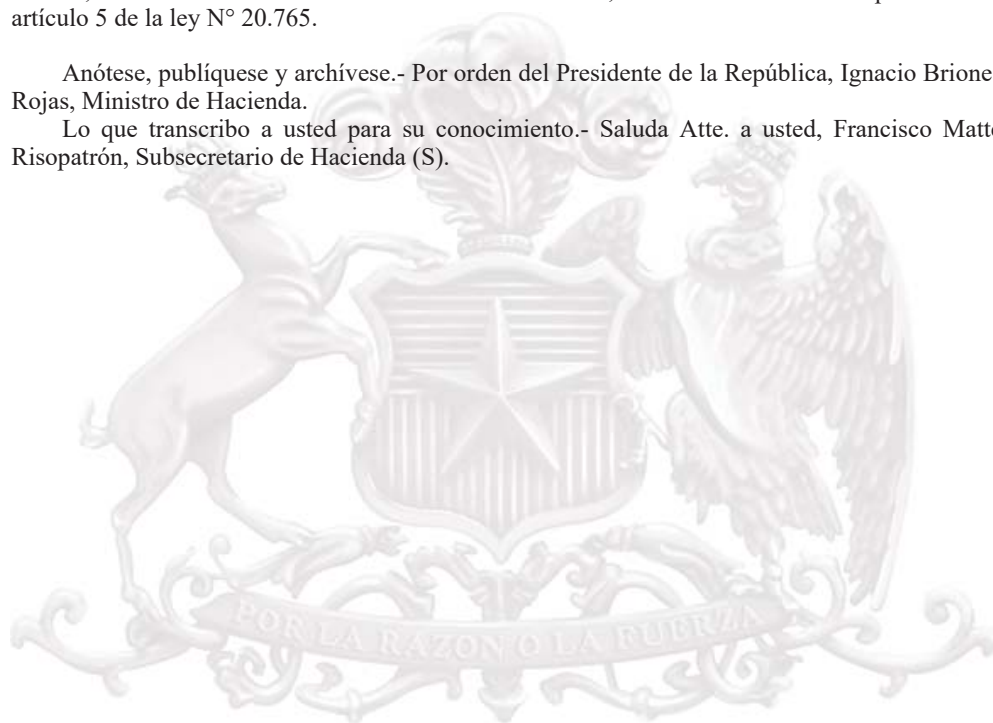 artículo 5 de la ley N° 20.765.
Anótese, publíquese y archívese.- Por orden del Presidente de la República, Ignacio Brione
Rojas, Ministro de Hacienda.
Lo que transcribo a usted para su conocimiento.- Saluda Atte. a usted, Francisco Matt
Risopatrón, Subsecretario de Hacienda (S).
POR LA RAZON O LA FUERZA